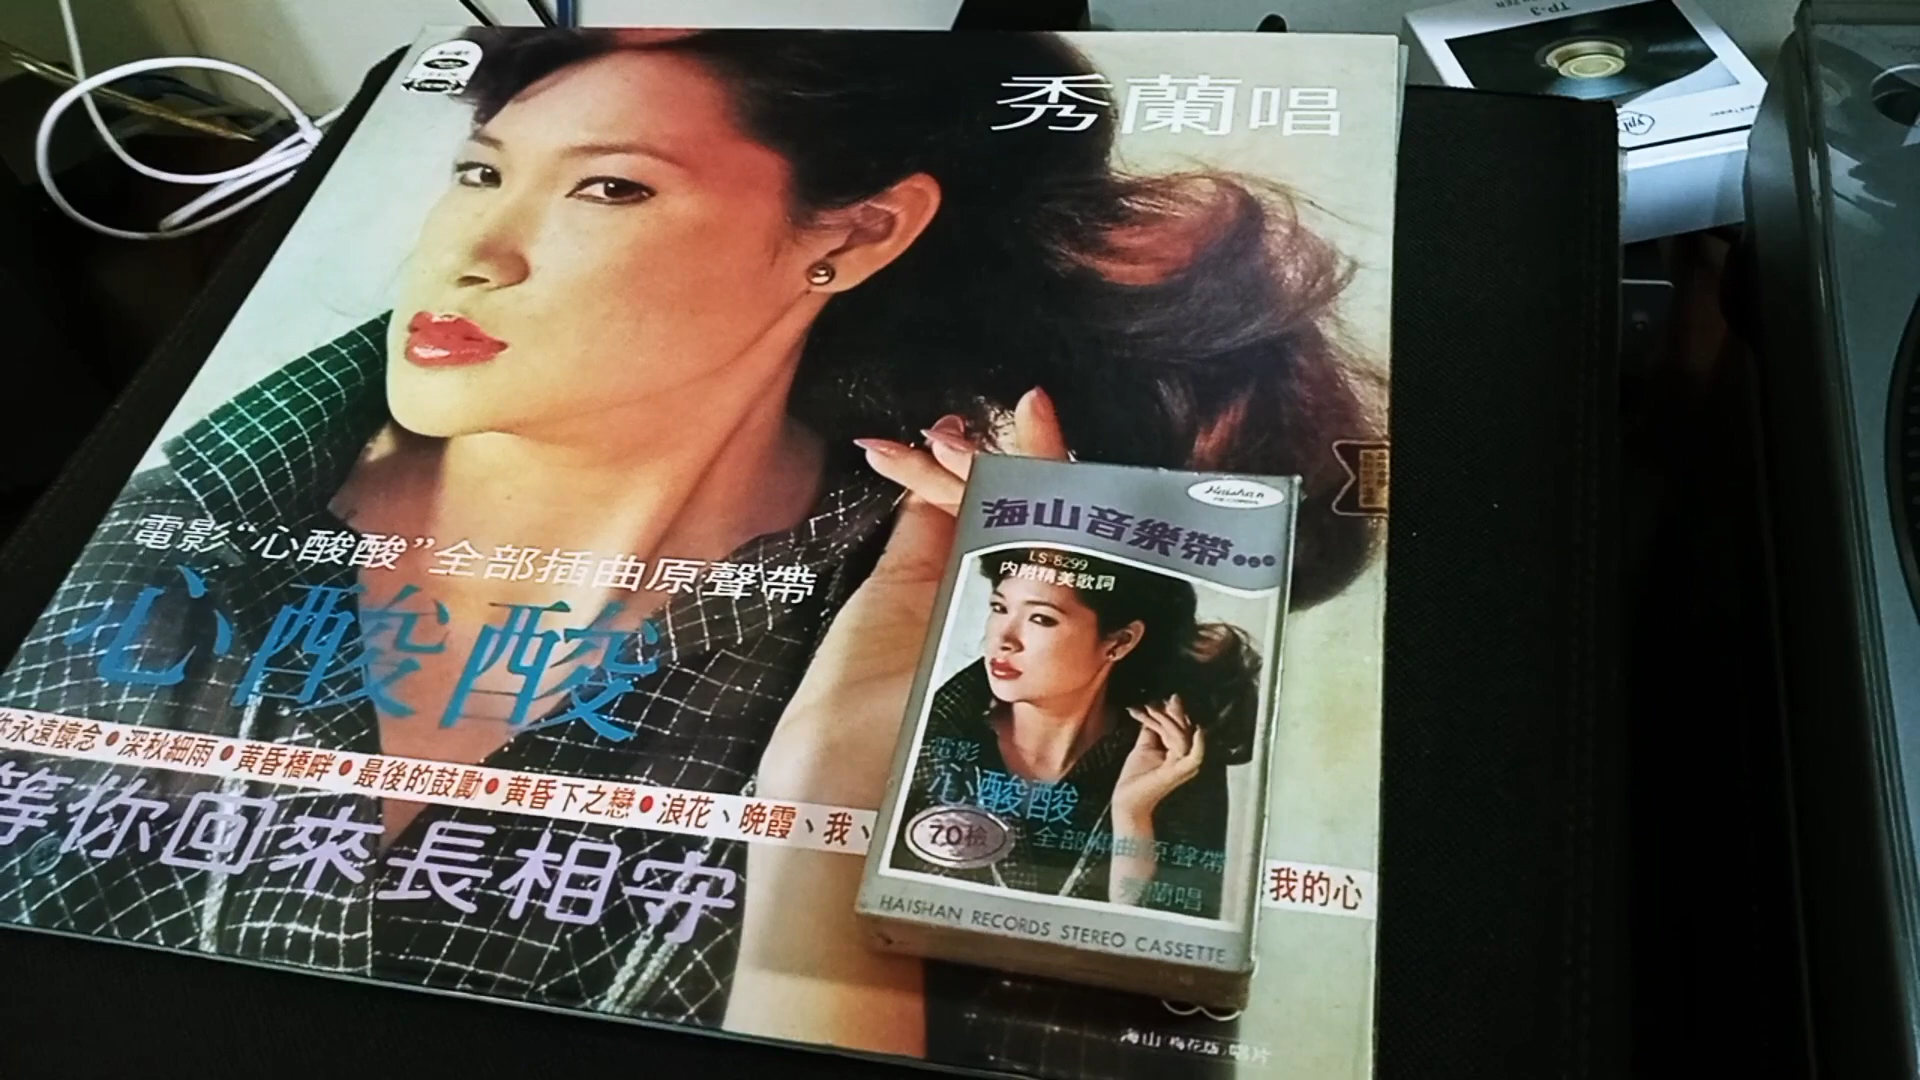 秀蘭唱
電影“心酸酸”全部插曲原聲帶
心酸酸
你永遠懷念•深秋細雨•黃昏橋畔•最後的鼓勵•黃昏下之戀•浪花、晚霞、我、
我的心
等你回來長相守
海山
唱片
Haishan
海山音樂帶•••
LS-8299
內附精美歌詞
電影
心酸酸
全部插曲原聲帶
秀蘭唱
HAISHAN RECORDS STEREO CASSETTE
TP-3